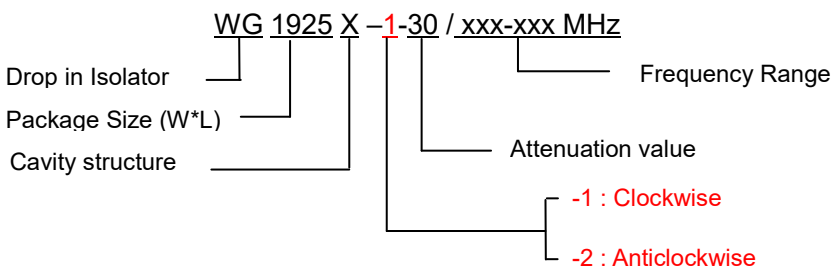 WG 1925 X –1-30 / xxx-xxx MHz
Drop in Isolator
Frequency Range
Package Size (W*L)
Attenuation value
Cavity structure
-1 : Clockwise
-2 : Anticlockwise